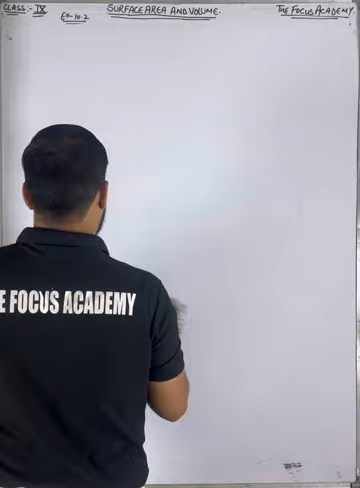 CLASS:- IX
SURFACE AREA AND VOLUME.
THE FOCUS ACADEMY
EX-10.2
E FOCUS ACADEMY